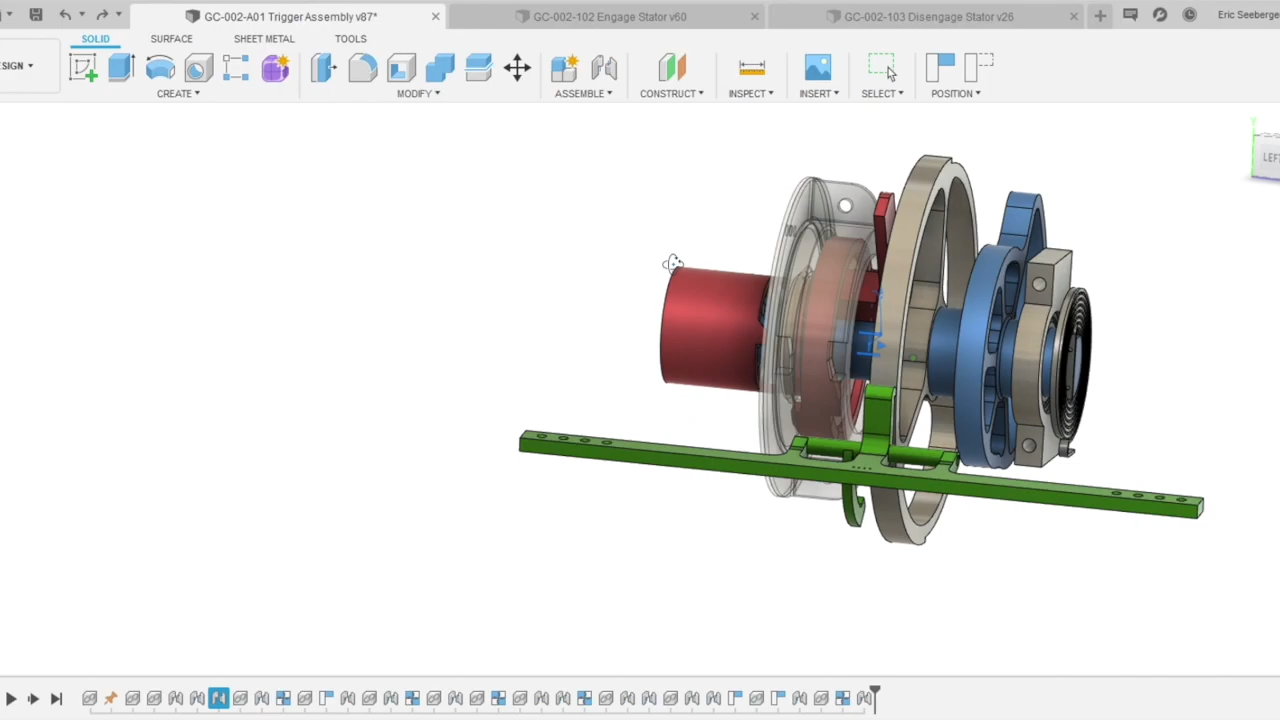 GC-002-A01 Trigger Assembly v87*
GC-002-102 Engage Stator v60
GC-002-103 Disengage Stator v26
Eric Seeberge
SOLID
SURFACE
SHEET METAL
TOOLS
SIGN
CREATE
MODIFY
ASSEMBLE
CONSTRUCT
INSPECT
INSERT
SELECT
POSITION
LEFT